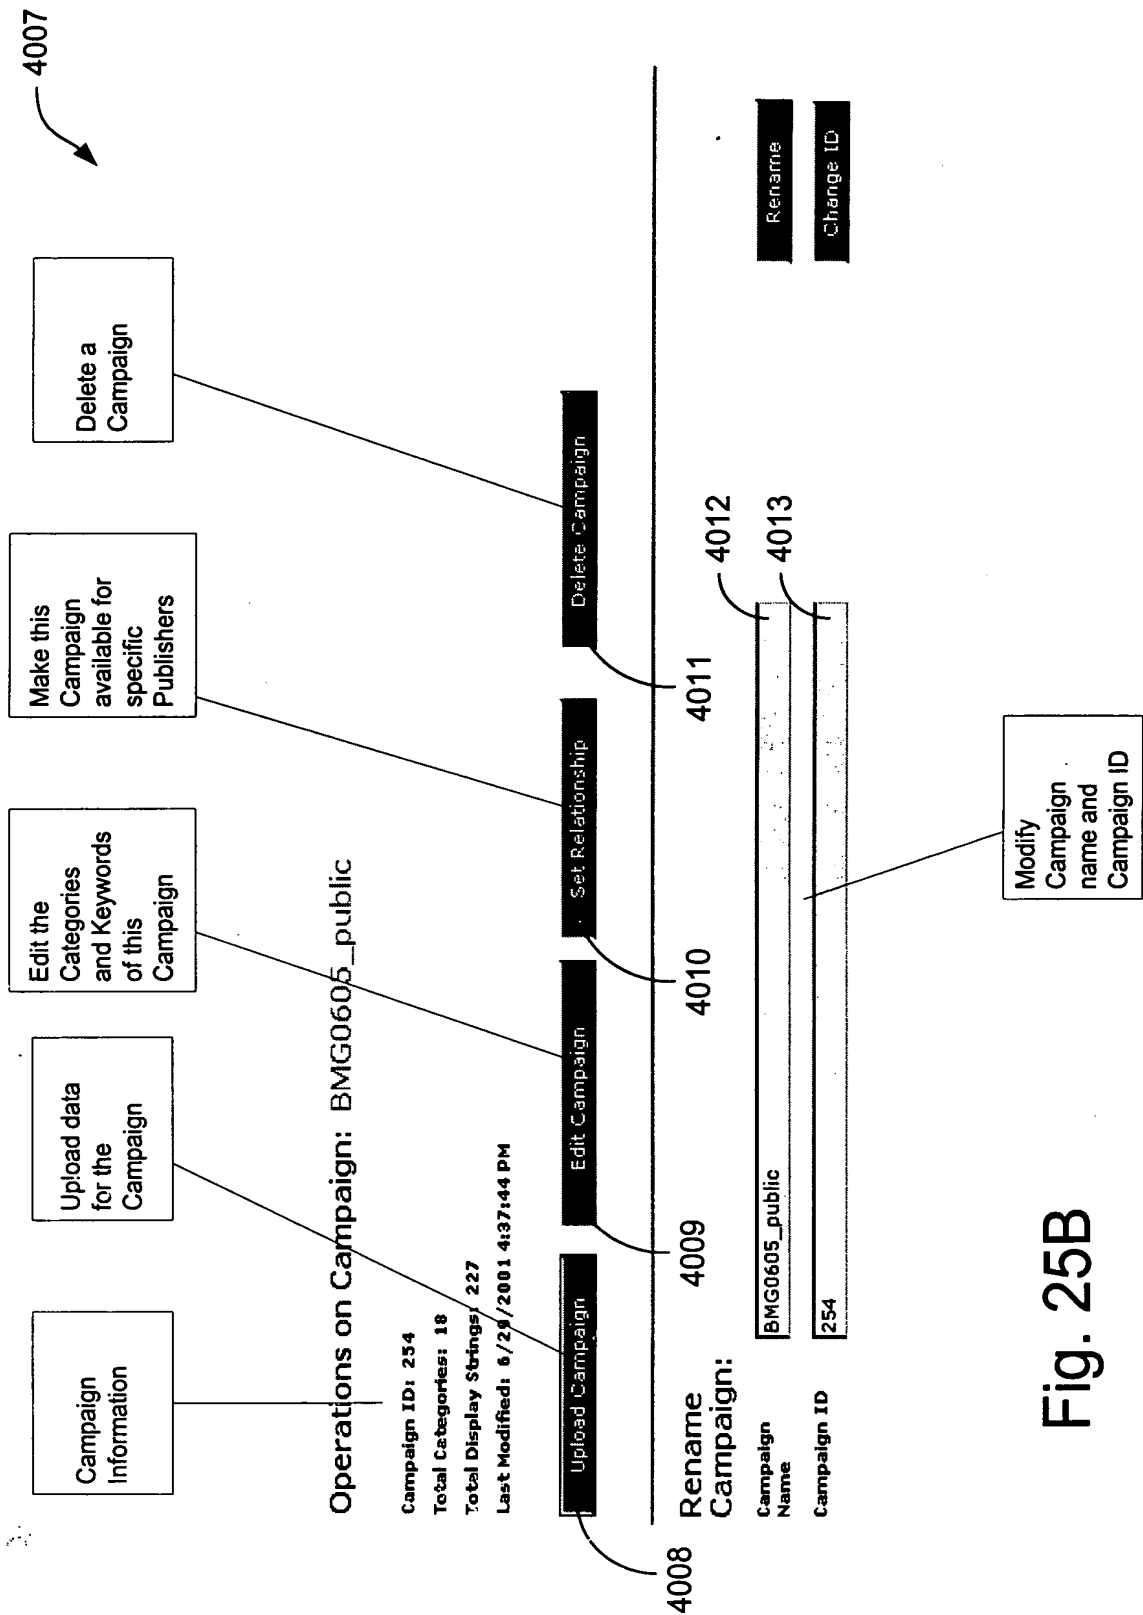 4007
Campaign
Information
Upload data
for the
Campaign
Edit the
Categories
and Keywords
of this
Campaign
Make this
Campaign
available for
specific
Publishers
Delete a
Campaign
Operations on Campaign: BMG0605_public
Campaign ID: 254
Total Categories: 18
Total Display Strings: 227
Last Modified: 6/29/2001 4:37:44 PM
Upload Campaign
Edit Campaign
Set Relationship
Delete Campaign
4008
4009
4010
4011
Rename
Campaign:
4012
4013
Campaign
Name
BMG0605_public
Rename
Campaign ID
254
Change ID
Modify
Campaign
name and
Campaign ID
Fig. 25B